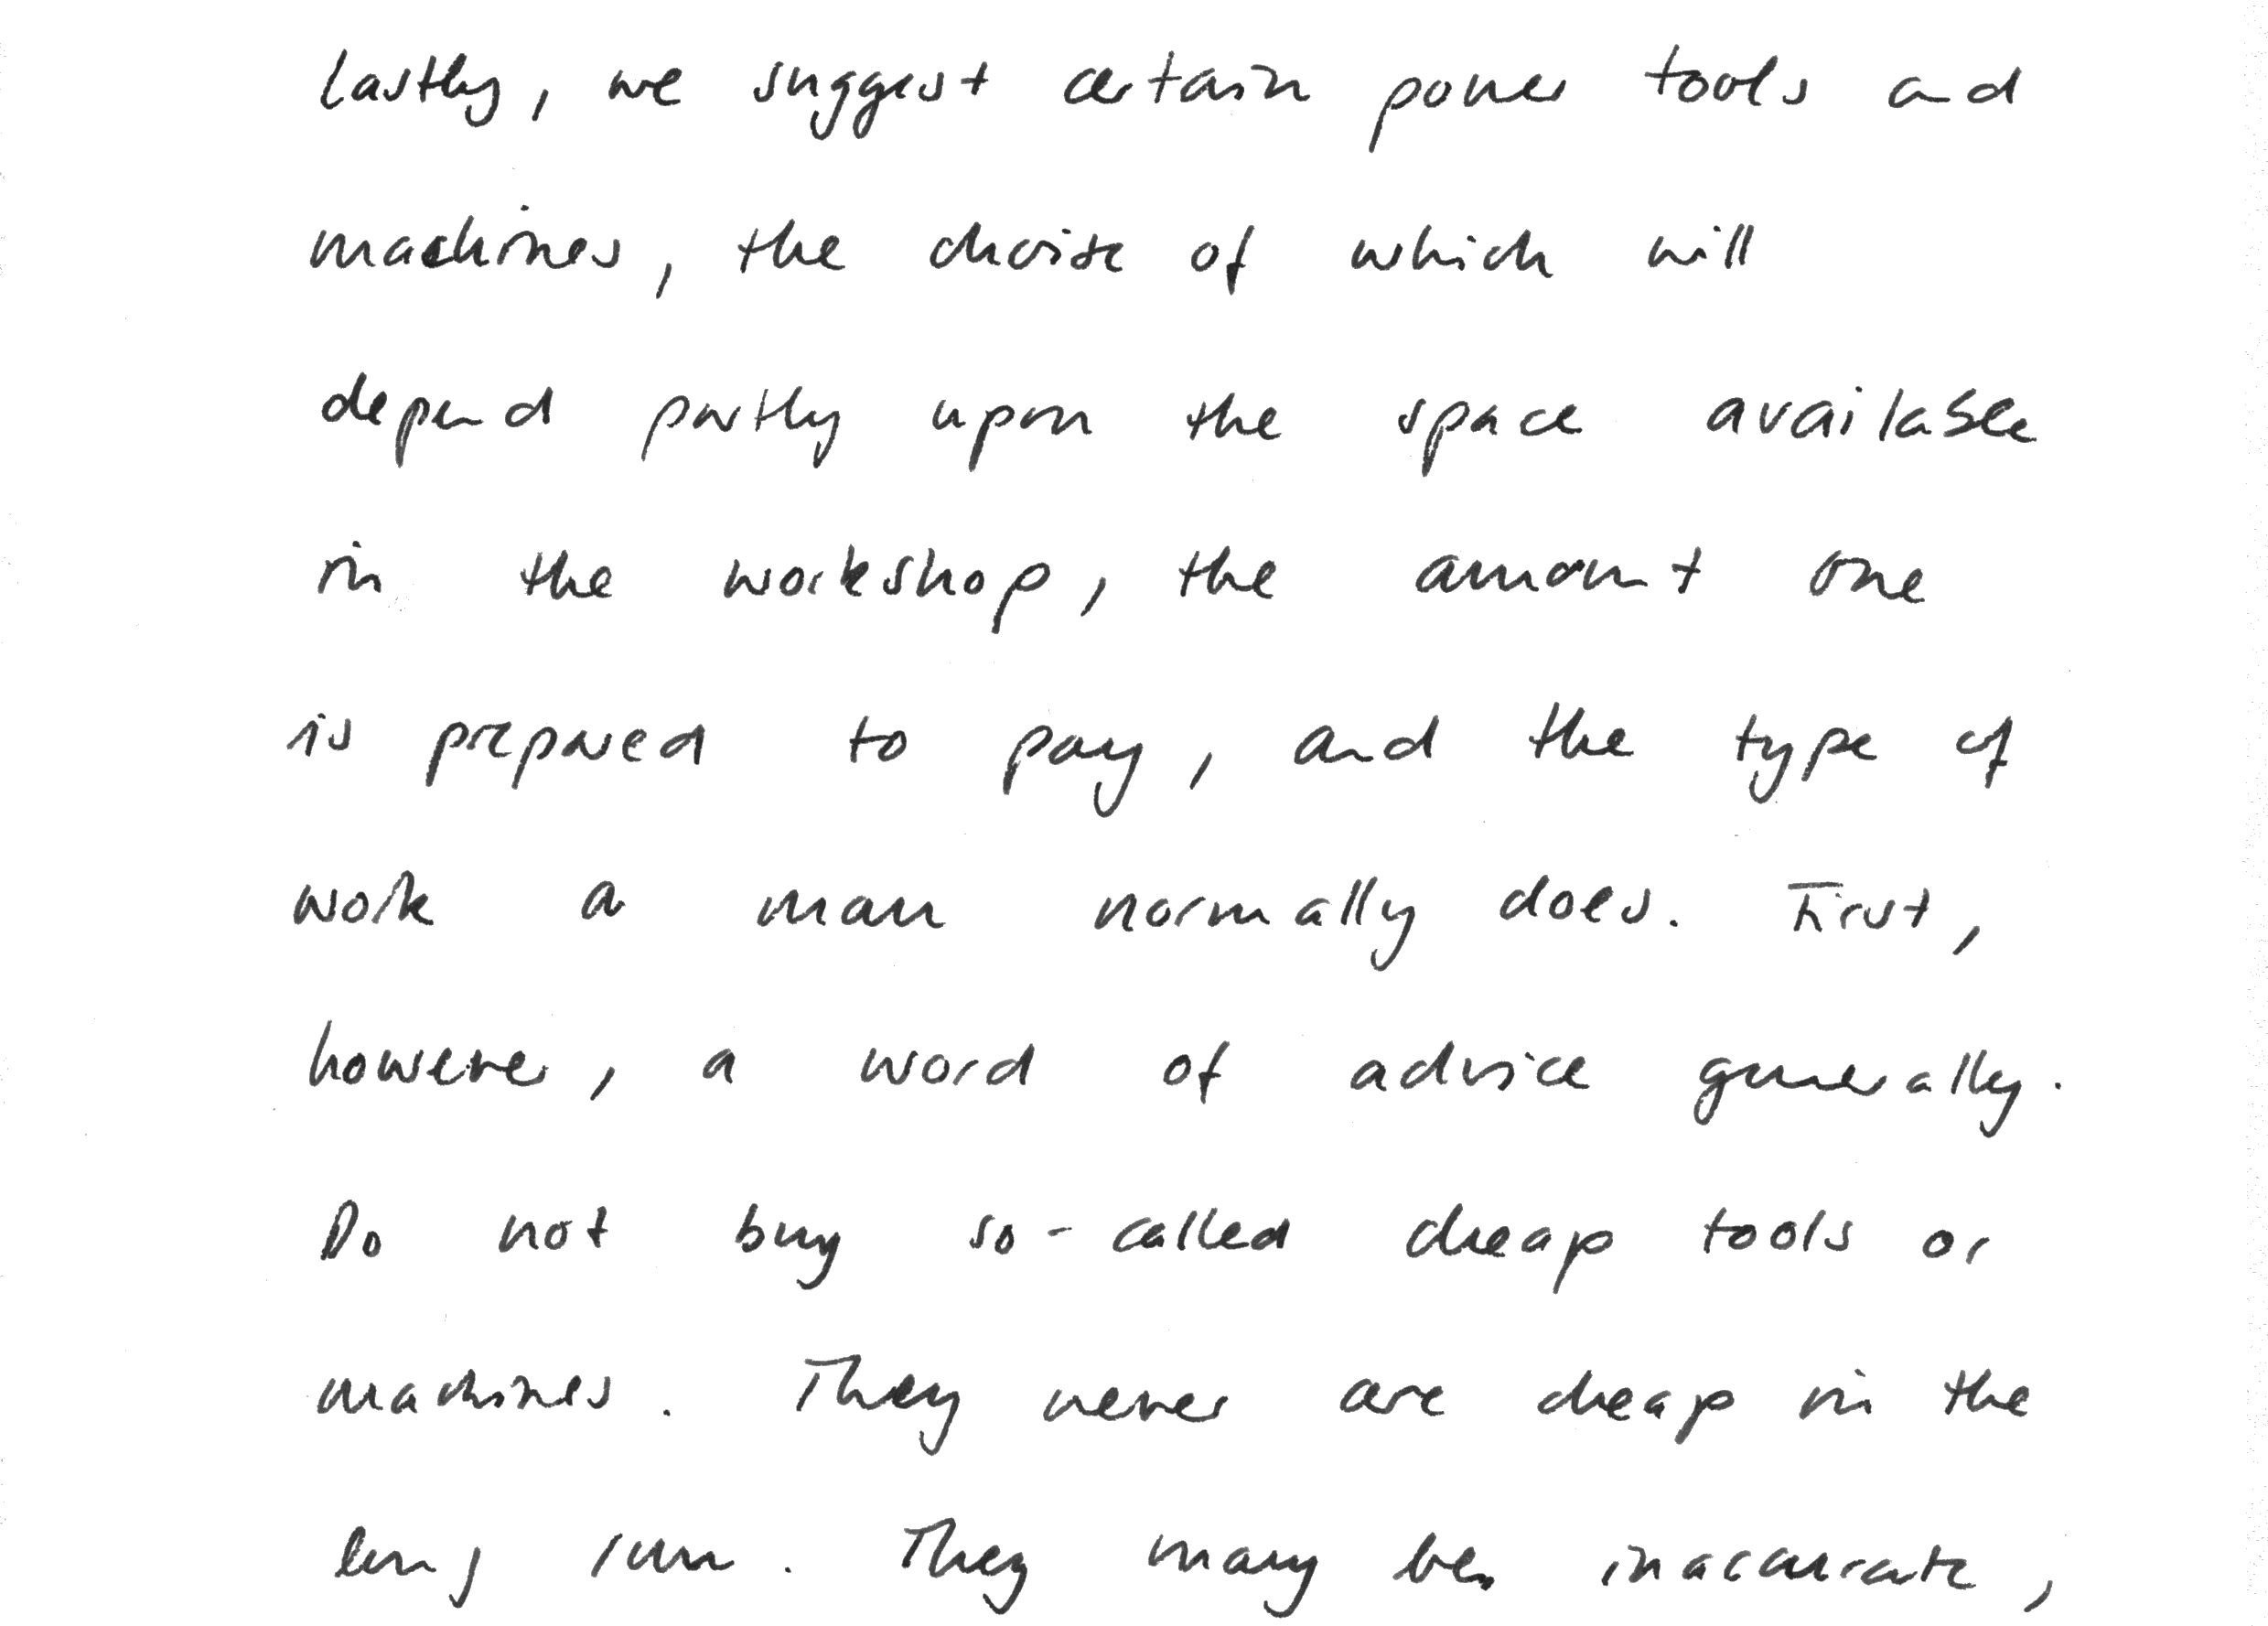 Lastly, we suggest certain power tools and
machines, the choise of which will
depend partly upon the space available
in the workshop, the amount one
is prepared to pay, and the type of
work a man normally does. First,
however, a word of advice generally.
Do not buy so-called cheap tools or
machines. They never are cheap in the
long run. They may be inaccurate,